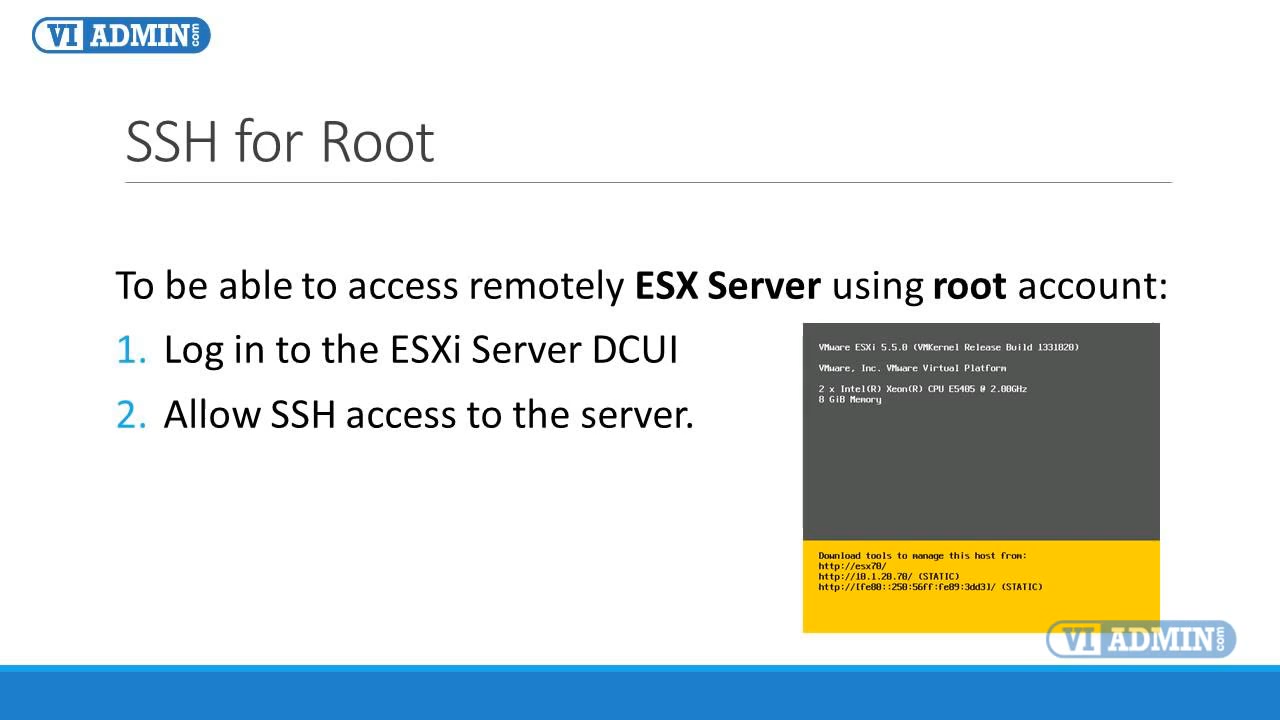 VI ADMIN.com
SSH for Root
To be able to access remotely ESX Server using root account:
1. Log in to the ESXi Server DCUI
2. Allow SSH access to the server.
VMware ESXi 5.5.0 (VMKernel Release Build 1331820)
VMware, Inc. VMware Virtual Platform
2 x Intel(R) Xeon(R) CPU E5405 @ 2.00GHz
8 GiB Memory
Download tools to manage this host from:
http://esx70/
http://10.1.20.70/ (STATIC)
http://[fe80::250:56ff:fe89:3dd3]/ (STATIC)
VI ADMIN.com